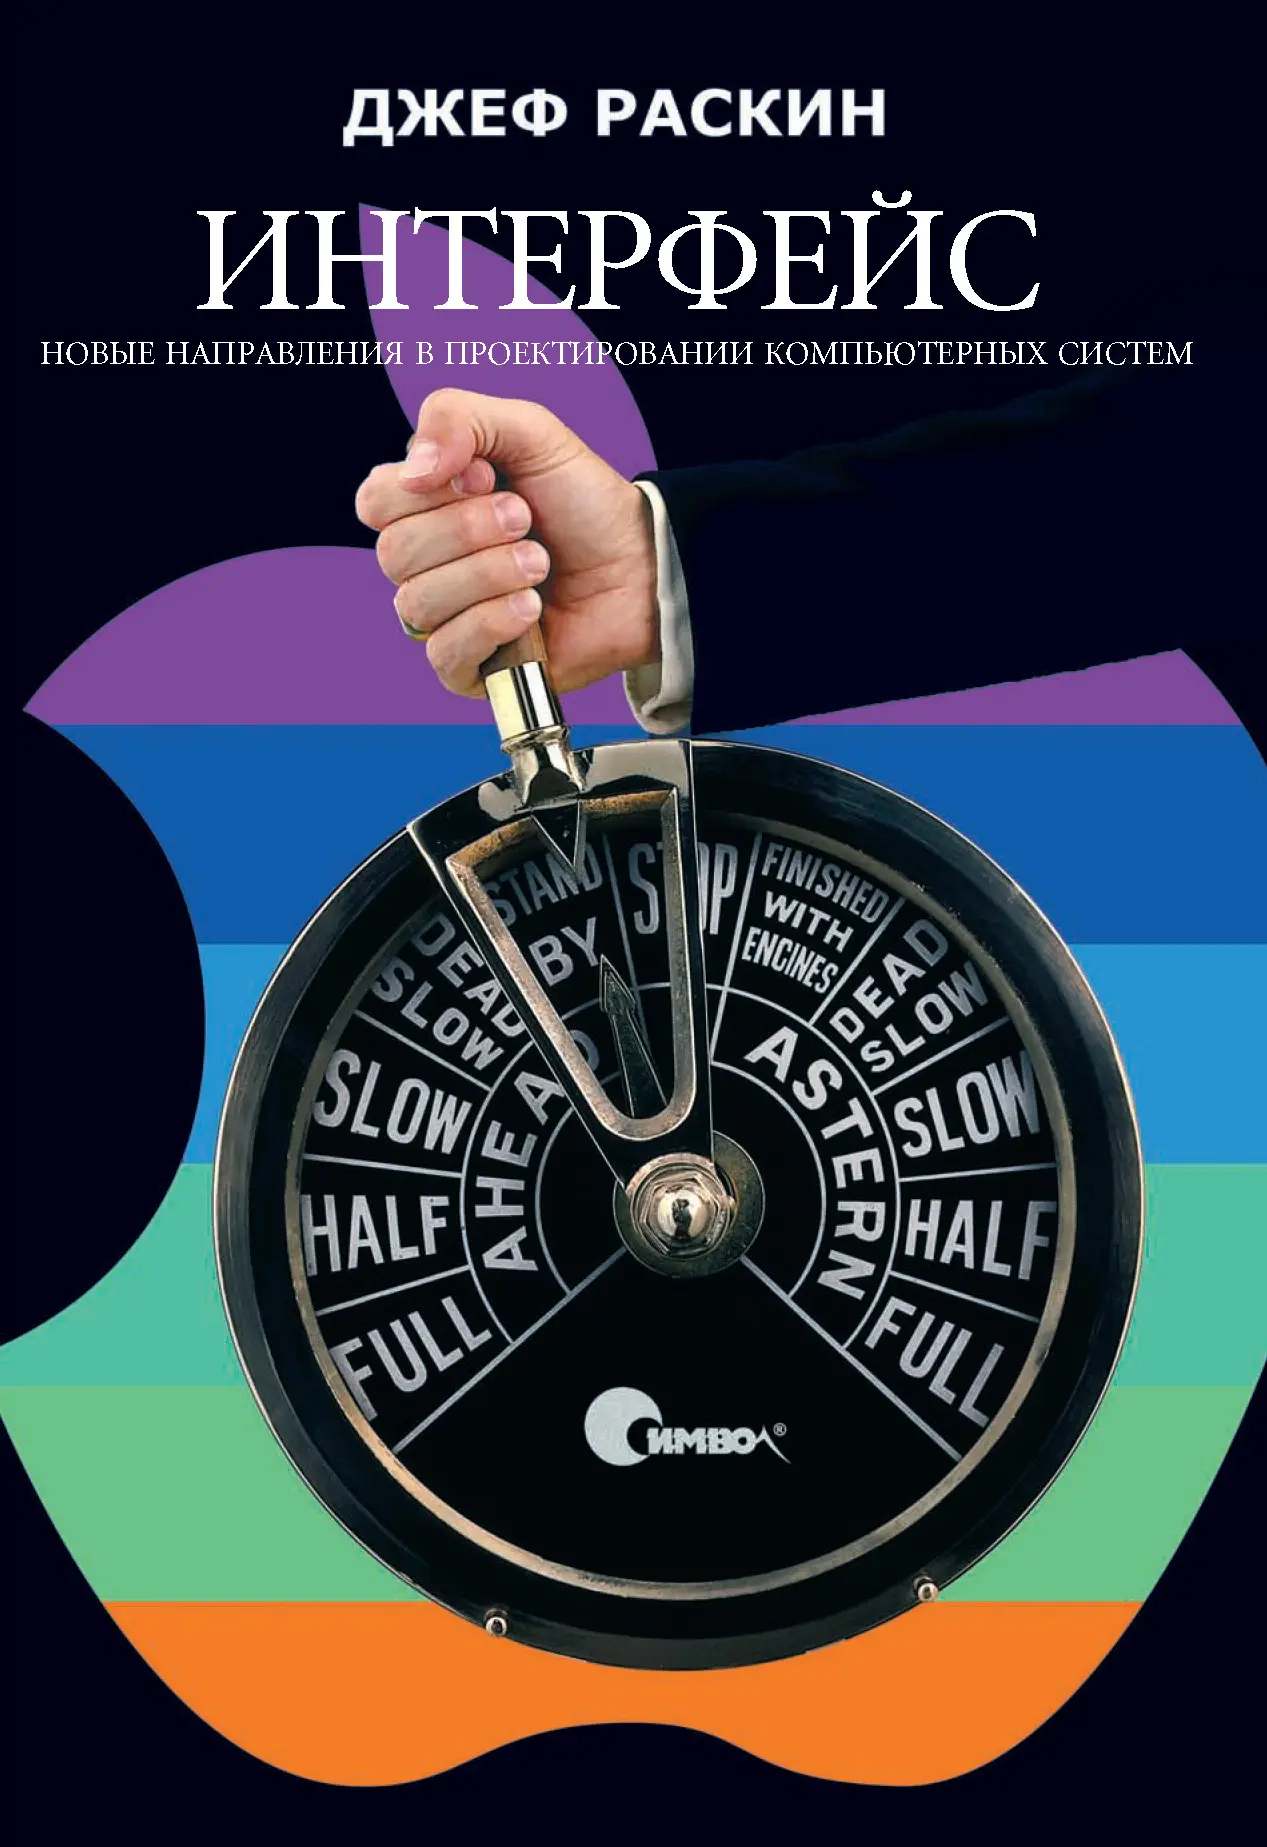 ДЖЕФ РАСКИН
ИНТЕРФЕЙС
НОВЫЕ НАПРАВЛЕНИЯ В ПРОЕКТИРОВАНИИ КОМПЬЮТЕРНЫХ СИСТЕМ
FULL
HALF
SLOW
DEAD
SLOW
STAND
BY
STOP
FINISHED
WITH
ENGINES
DEAD
SLOW
SLOW
HALF
FULL
AHEAD
ASTERN
СИМВОЛ®